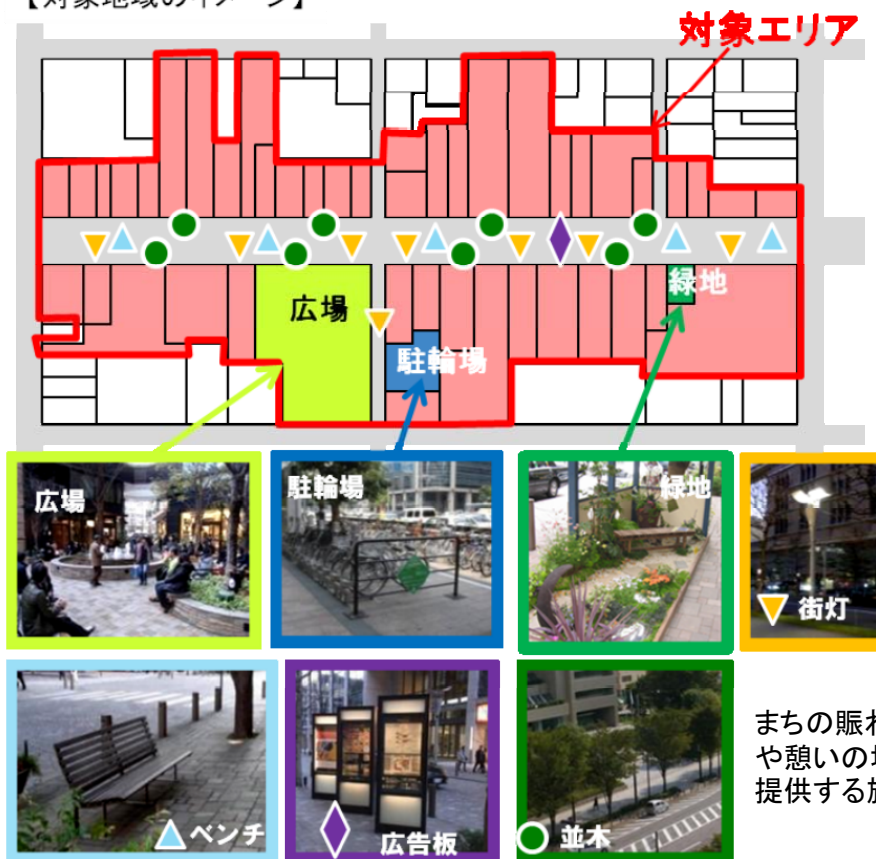 【対象地域のイメージ】
対象エリア
広場
緑地
駐輪場
広場
駐輪場
緑地
街灯
ベンチ
広告板
並木
まちの賑わ
や憩いの場
提供する施